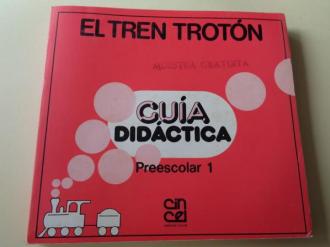 EL TREN TROTÓN
MUESTRA GRATUITA
GUÍA
DIDÁCTICA
Preescolar 1
cin
cel